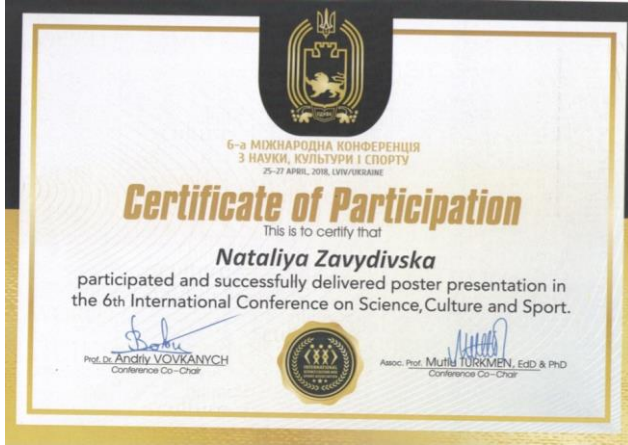 6-а МІЖНАРОДНА КОНФЕРЕНЦІЯ
З НАУКИ, КУЛЬТУРИ І СПОРТУ
25-27 APRIL, 2018, LVIV/UKRAINE
Certificate of Participation
This is to certify that
Nataliya Zavydivska
participated and successfully delivered poster presentation in
the 6th International Conference on Science,Culture and Sport.
Prof. Dr. Andriy VOVKANYCH
Conference Co-Chair
INTERNATIONAL
Assoc. Prof. Mutlu TÜRKMEN, EdD & PhD
Conference Co-Chair